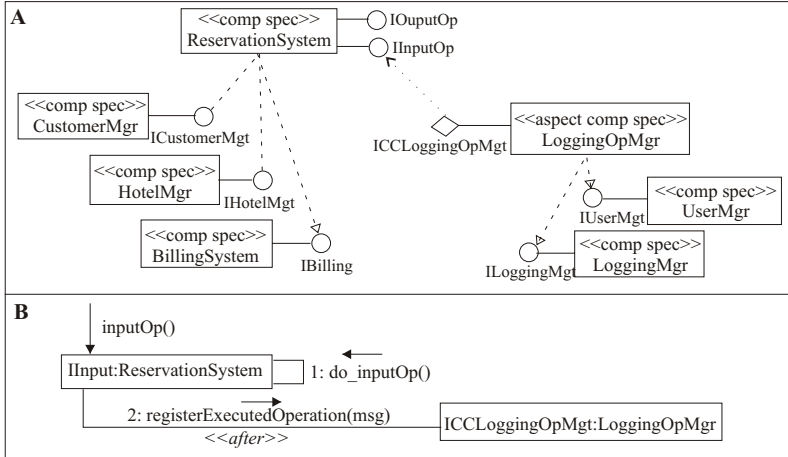 A
<<comp spec>>
ReservationSystem
IOuputOp
IInputOp
<<comp spec>>
CustomerMgr
ICustomerMgt
<<aspect comp spec>>
LoggingOpMgr
ICCLoggingOpMgt
<<comp spec>>
HotelMgr
IHotelMgt
<<comp spec>>
UserMgr
IUserMgt
<<comp spec>>
BillingSystem
IBilling
<<comp spec>>
LoggingMgr
ILoggingMgt
B
inputOp()
IInput:ReservationSystem
1: do_inputOp()
2: registerExecutedOperation(msg)
<<after>>
ICCLoggingOpMgt:LoggingOpMgr